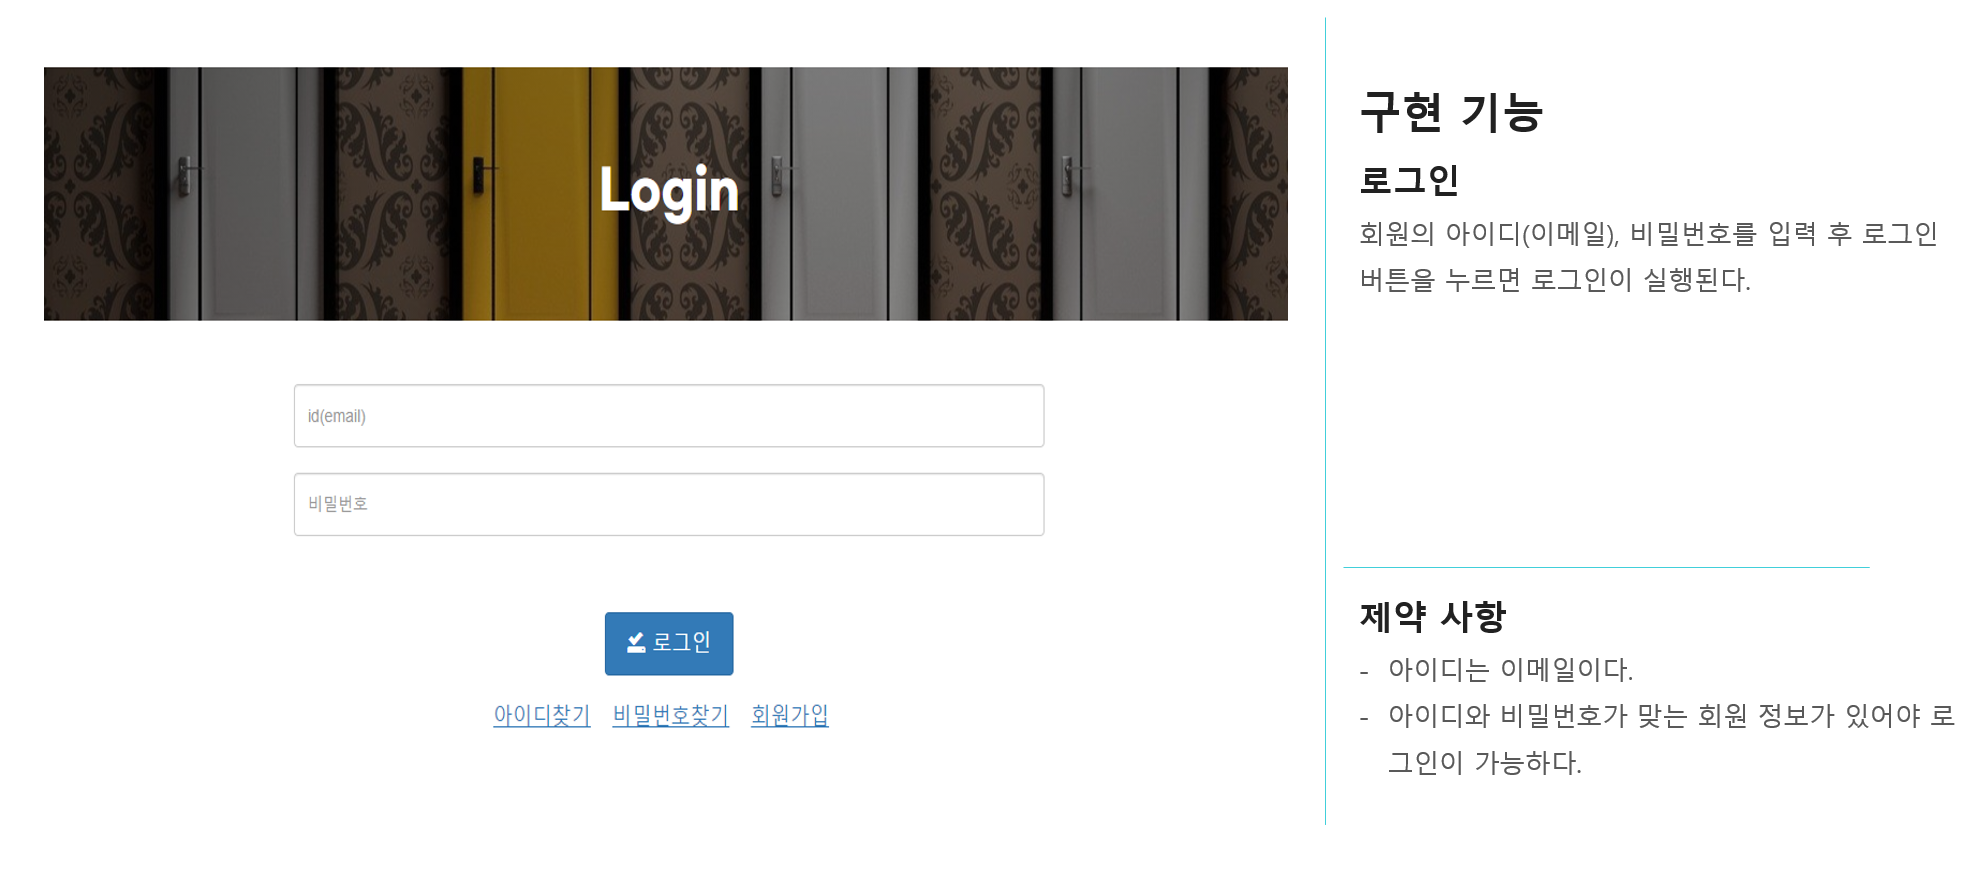 Login
id(email)
비밀번호
로그인
아이디찾기 비밀번호찾기 회원가입
구현 기능
로그인
회원의 아이디(이메일), 비밀번호를 입력 후 로그인
버튼을 누르면 로그인이 실행된다.
제약 사항
- 아이디는 이메일이다.
- 아이디와 비밀번호가 맞는 회원 정보가 있어야 로
그인이 가능하다.